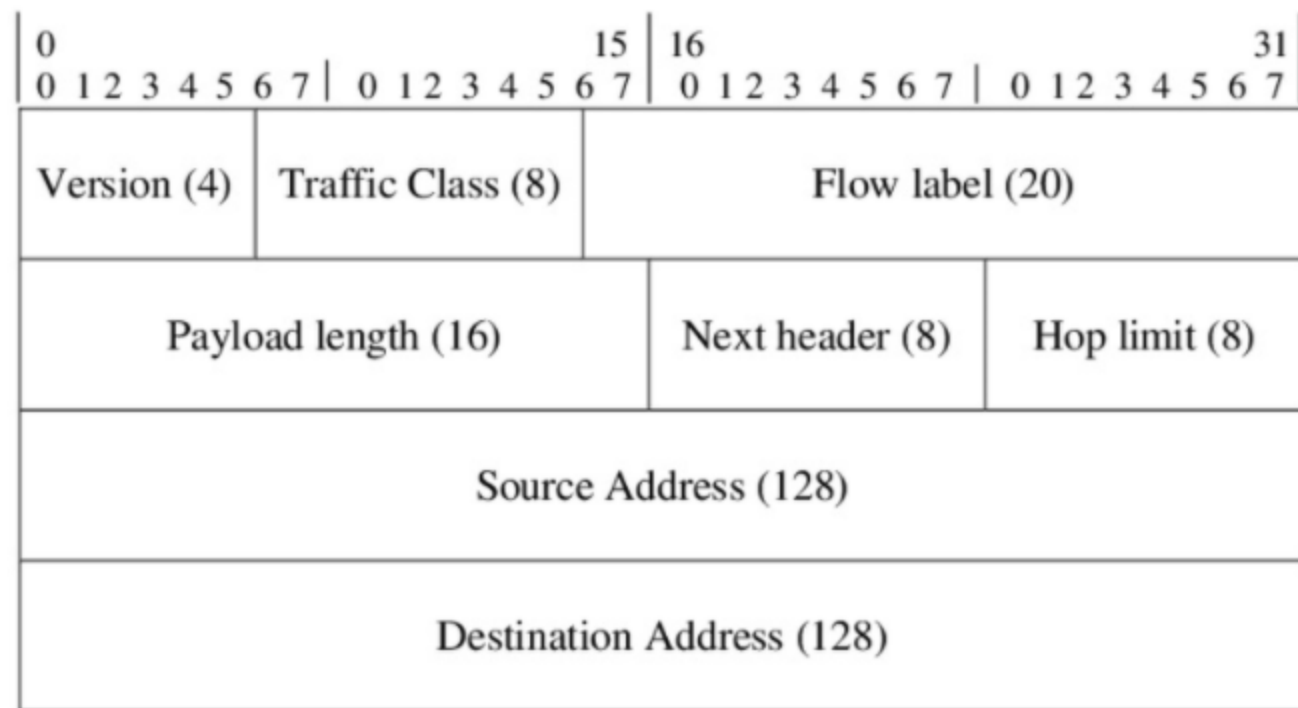 0 15 16 31
0 1 2 3 4 5 6 7 0 1 2 3 4 5 6 7 0 1 2 3 4 5 6 7 0 1 2 3 4 5 6 7
Version (4) Traffic Class (8) Flow label (20)
Payload length (16) Next header (8) Hop limit (8)
Source Address (128)
Destination Address (128)